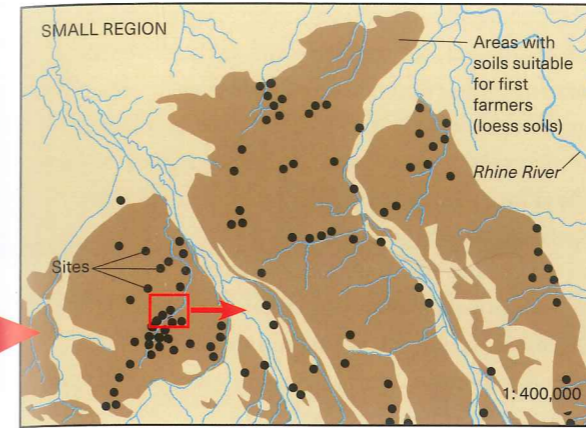 SMALL REGION
Areas with
soils suitable
for first
farmers
(loess soils)
Rhine River
Sites
1: 400,000